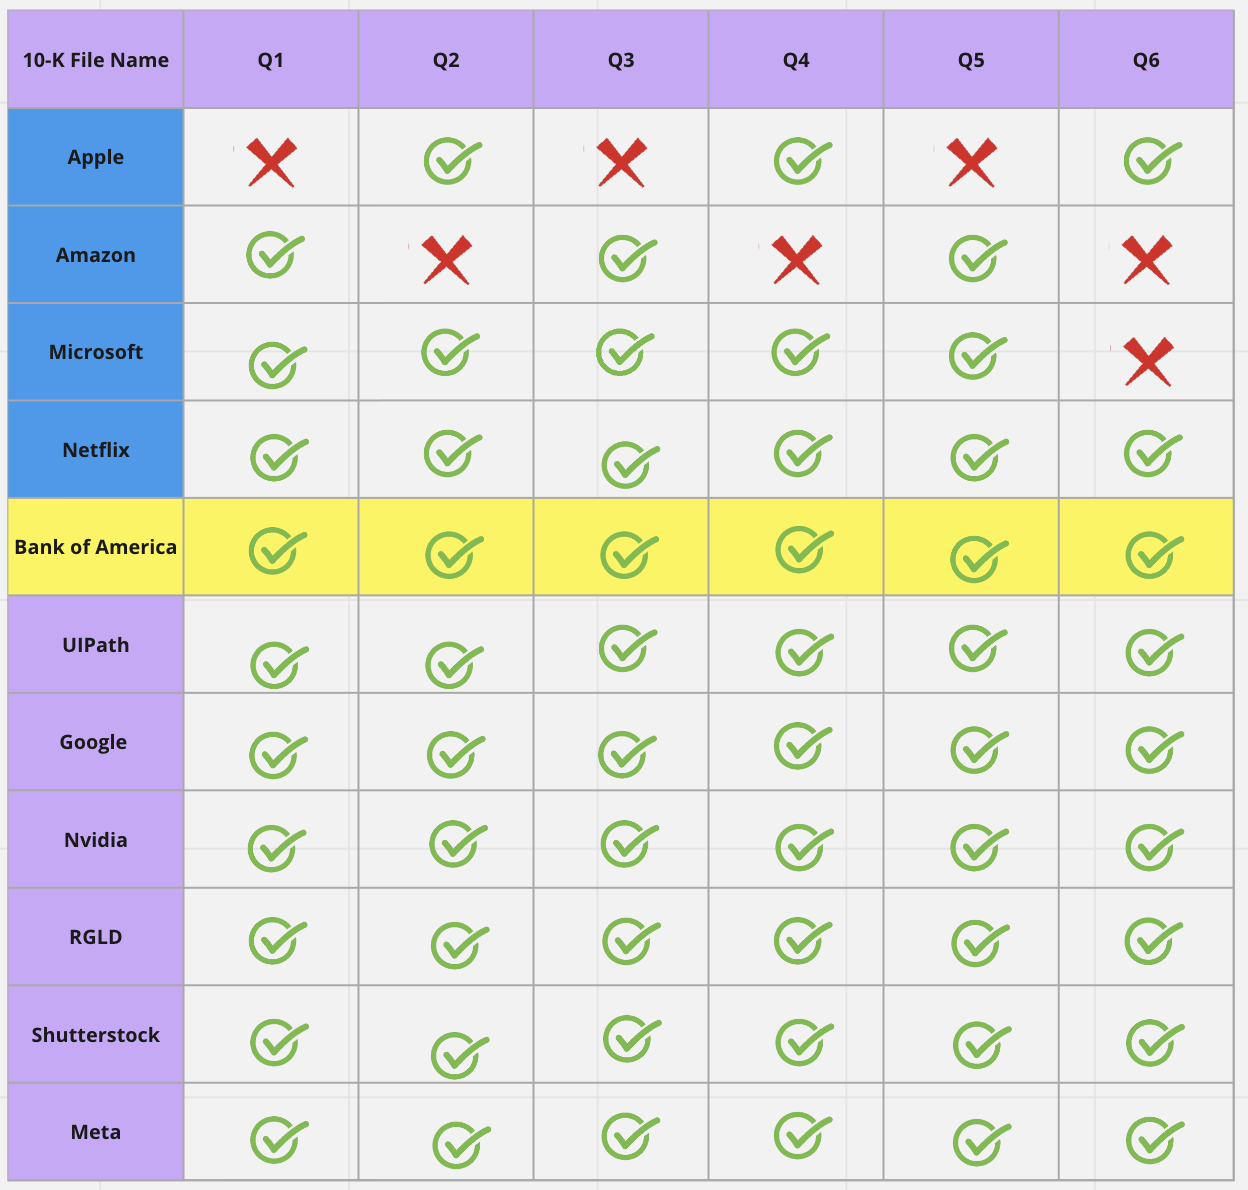 10-K File Name Q1 Q2 Q3 Q4 Q5 Q6
Apple
Amazon
Microsoft
Netflix
Bank of America
UIPath
Google
Nvidia
RGLD
Shutterstock
Meta